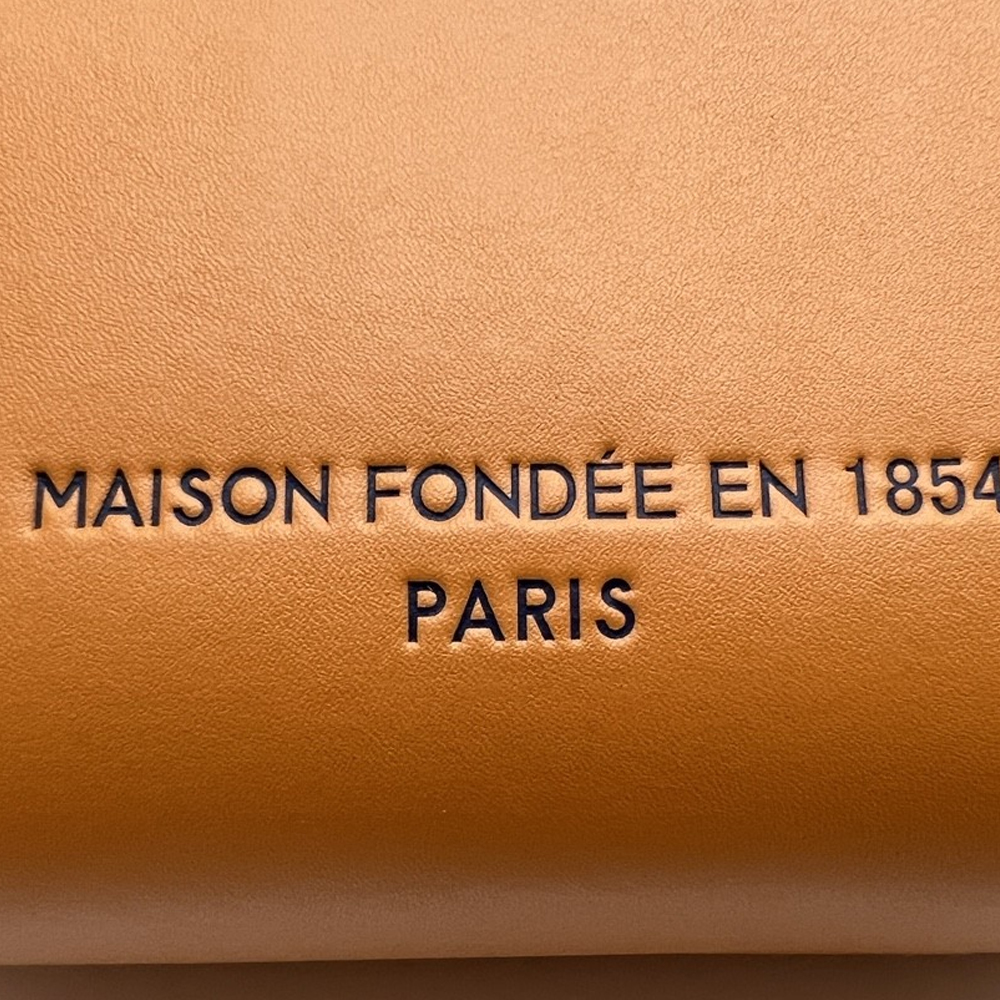 MAISON FONDÉE EN 1854
PARIS